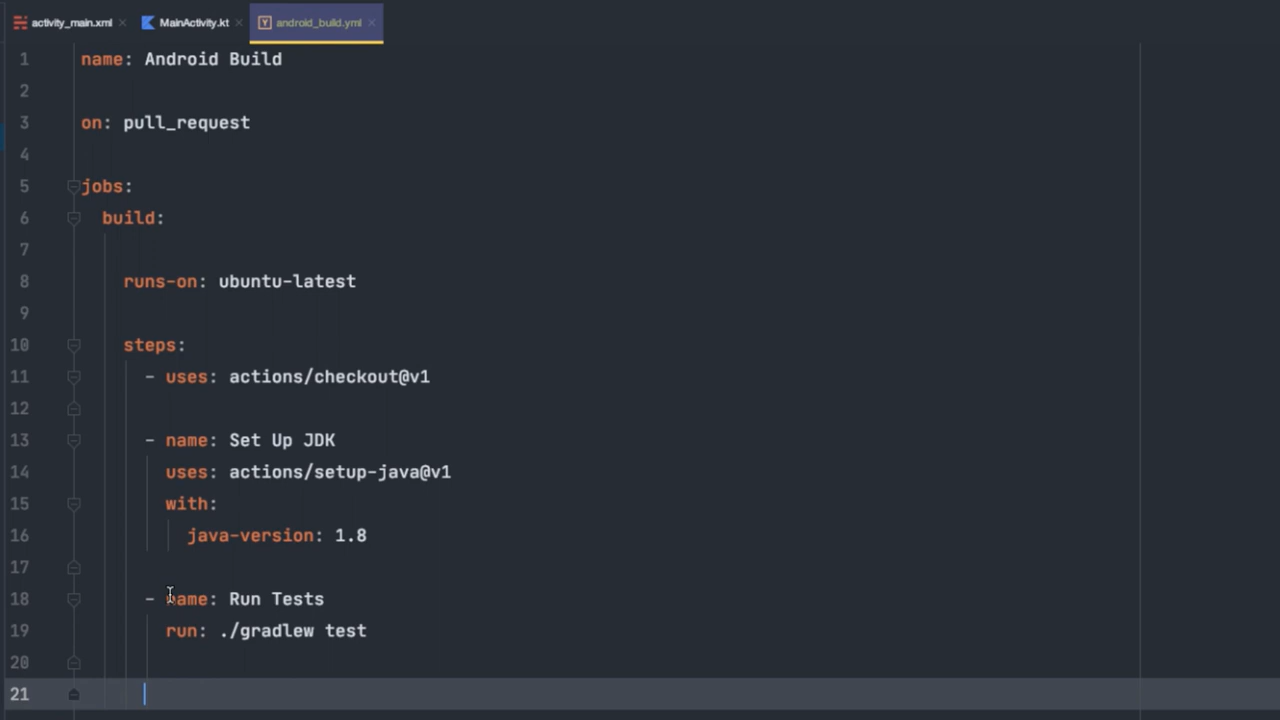 activity_main.xml MainActivity.kt android_build.yml
1 name: Android Build
2
3 on: pull_request
4
5 jobs:
6 build:
7
8 runs-on: ubuntu-latest
9
10 steps:
11 - uses: actions/checkout@v1
12
13 - name: Set Up JDK
14 uses: actions/setup-java@v1
15 with:
16 java-version: 1.8
17
18 - name: Run Tests
19 run: ./gradlew test
20
21